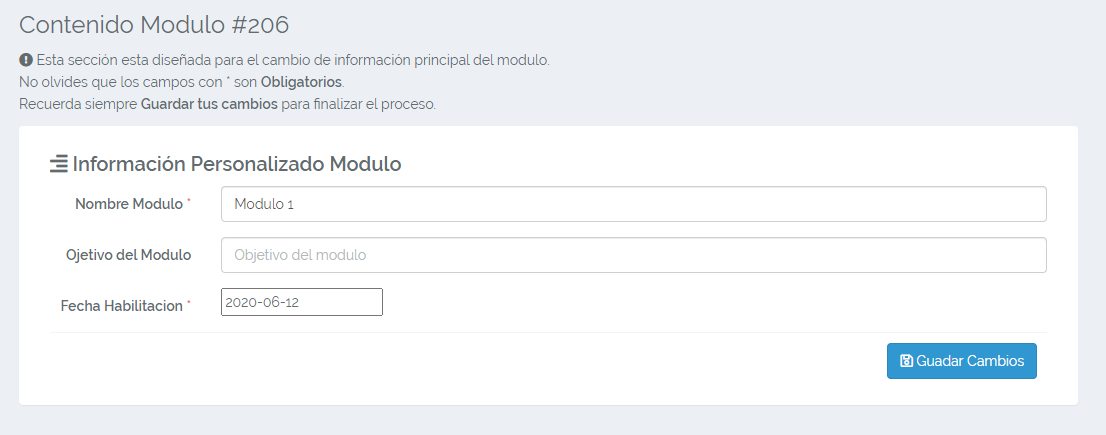 Contenido Modulo #206
Esta sección esta diseñada para el cambio de información principal del modulo.
No olvides que los campos con * son Obligatorios.
Recuerda siempre Guardar tus cambios para finalizar el proceso.
Información Personalizado Modulo
Nombre Modulo * Modulo 1
Ojetivo del Modulo Objetivo del modulo
Fecha Habilitacion * 2020-06-12
Guadar Cambios